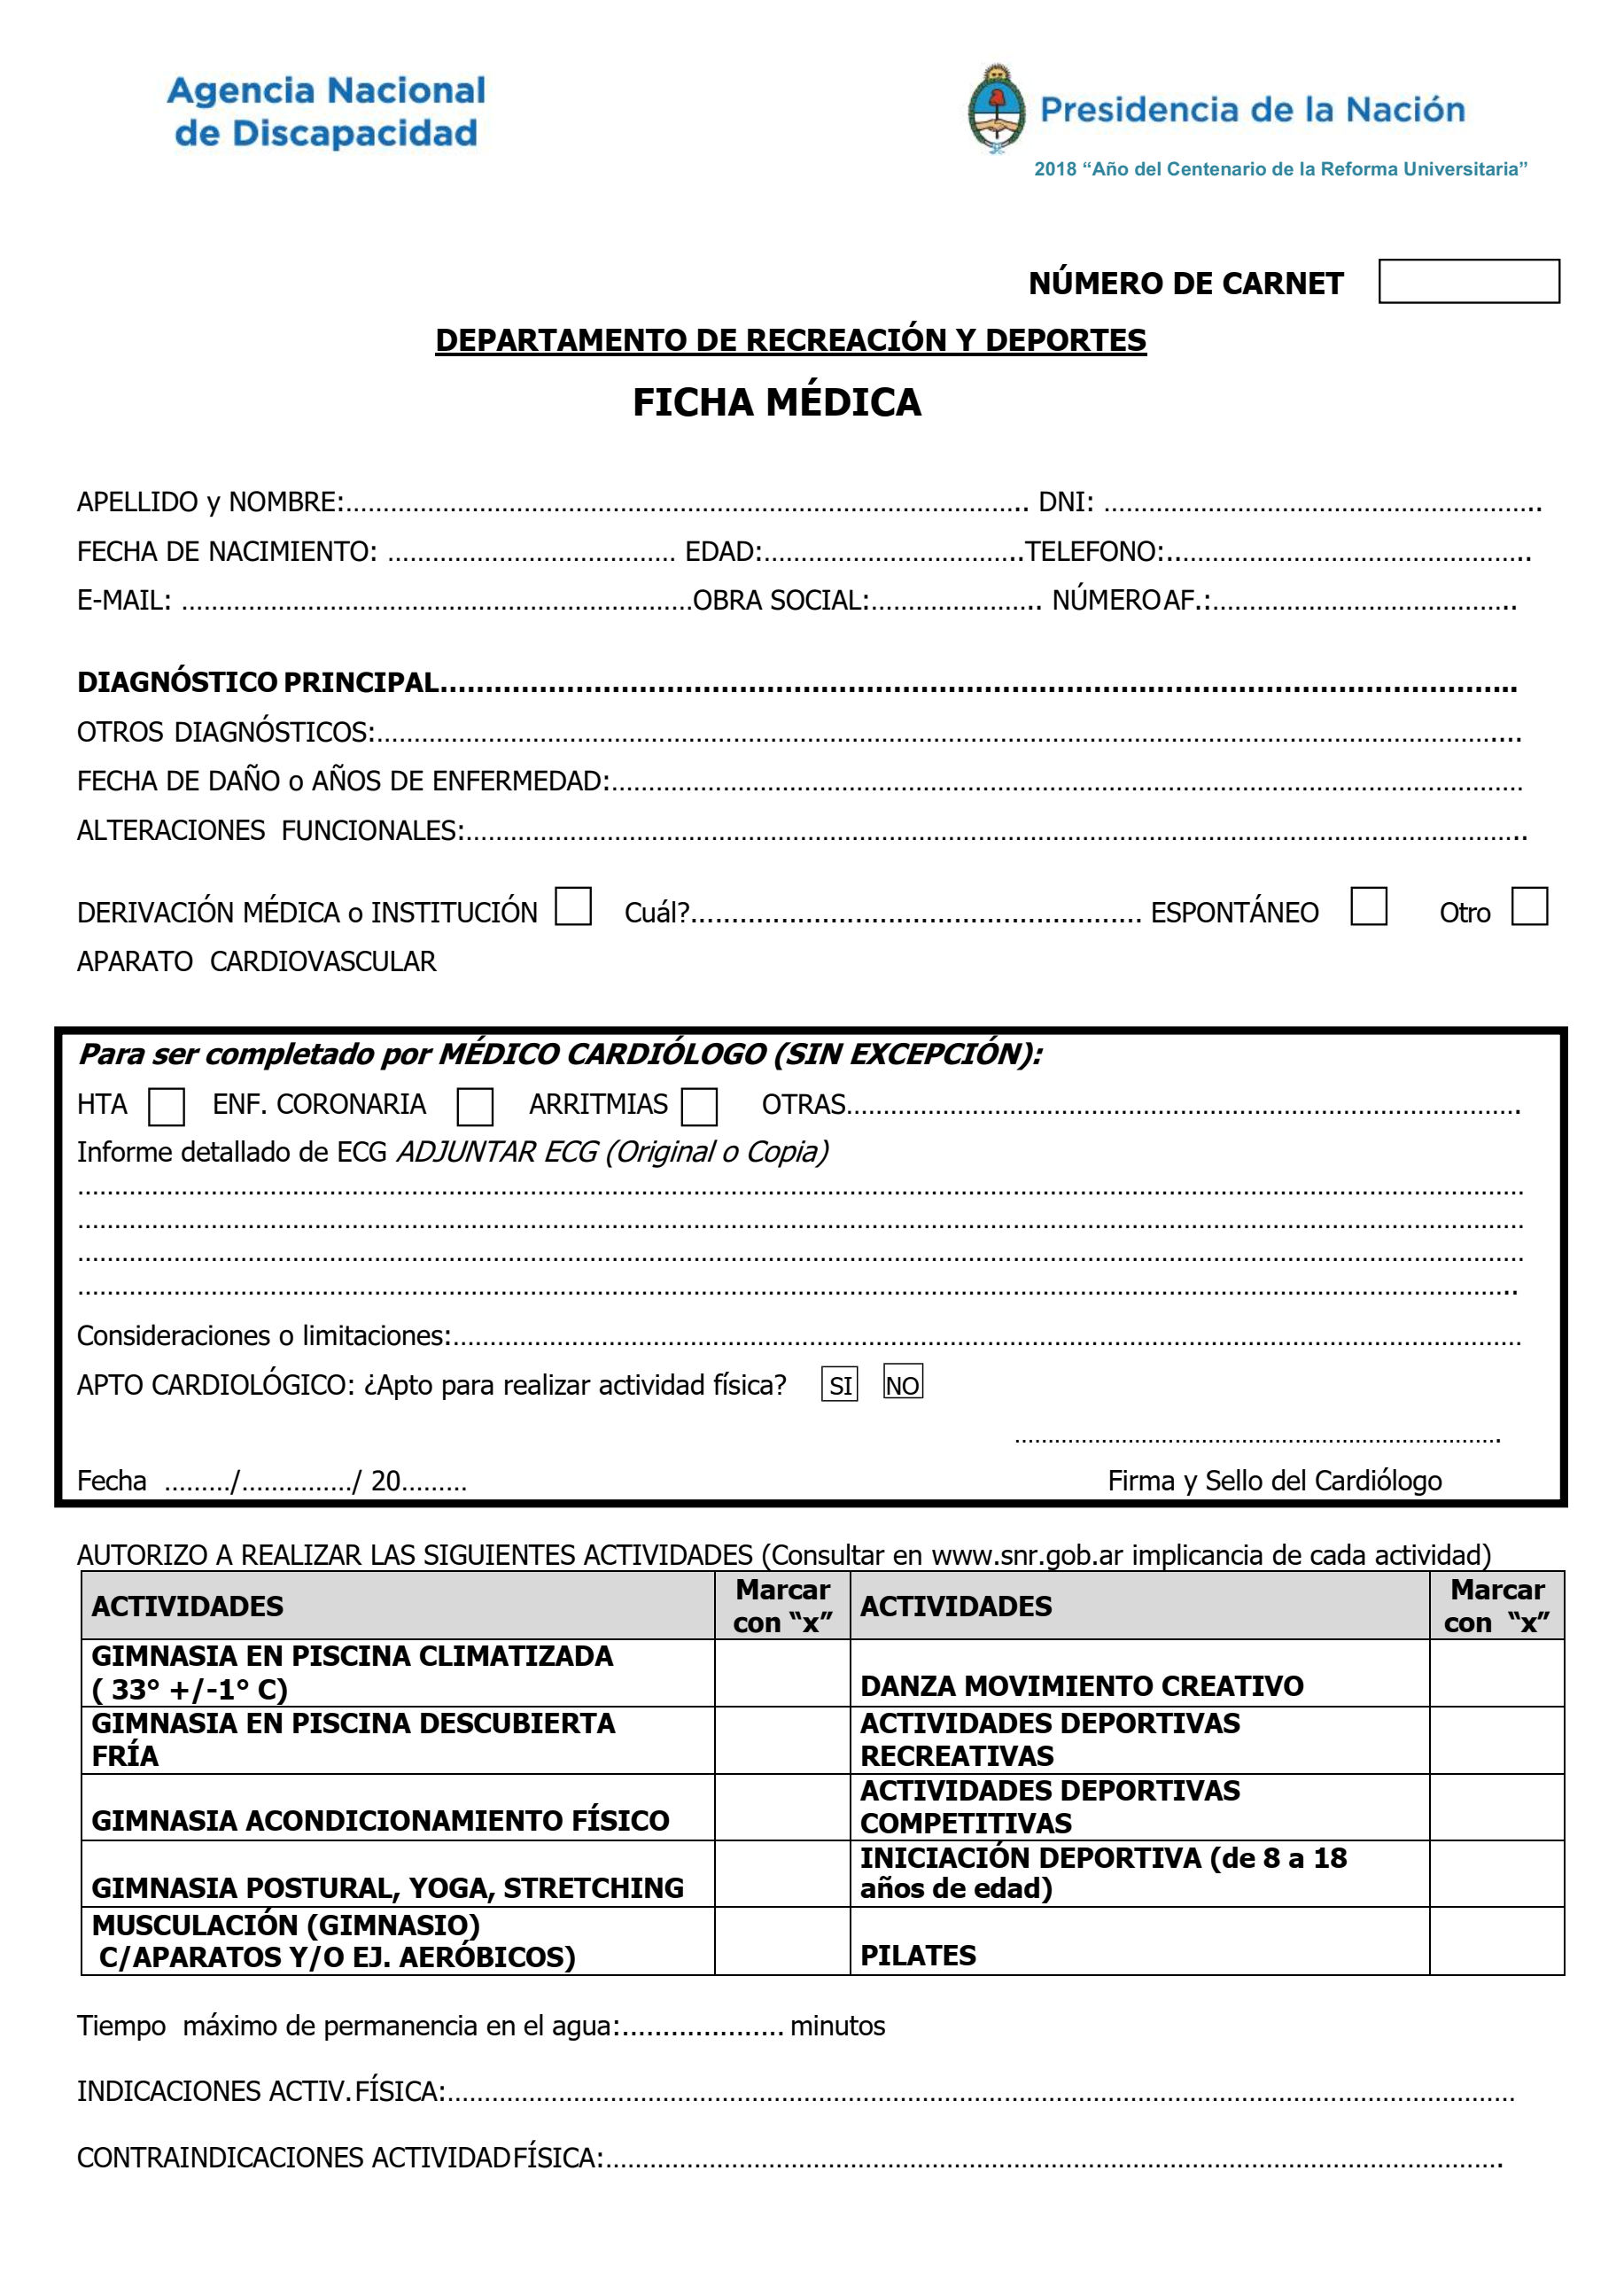 Agencia Nacional
de Discapacidad
Presidencia de la Nación
2018 “Año del Centenario de la Reforma Universitaria”
NÚMERO DE CARNET
DEPARTAMENTO DE RECREACIÓN Y DEPORTES
FICHA MÉDICA
APELLIDO y NOMBRE:.................................................. DNI: ..................................................
FECHA DE NACIMIENTO: .............................. EDAD:..............................TELEFONO:..............................
E-MAIL: ..................................................OBRA SOCIAL:.................... NÚMERO AF.:..............................
DIAGNÓSTICO PRINCIPAL..................................................
OTROS DIAGNÓSTICOS:..................................................
FECHA DE DAÑO o AÑOS DE ENFERMEDAD:..................................................
ALTERACIONES FUNCIONALES:..................................................
DERIVACIÓN MÉDICA o INSTITUCIÓN Cuál?.................................................. ESPONTÁNEO Otro
APARATO CARDIOVASCULAR
Para ser completado por MÉDICO CARDIÓLOGO (SIN EXCEPCIÓN):
HTA ENF. CORONARIA ARRITMIAS OTRAS..................................................
Informe detallado de ECG ADJUNTAR ECG (Original o Copia)
..................................................
..................................................
..................................................
..................................................
Consideraciones o limitaciones:..................................................
APTO CARDIOLÓGICO: ¿Apto para realizar actividad física? SI NO
..................................................
Fecha ........./.............../ 20......... Firma y Sello del Cardiólogo
AUTORIZO A REALIZAR LAS SIGUIENTES ACTIVIDADES (Consultar en www.snr.gob.ar implicancia de cada actividad)
ACTIVIDADES Marcar con “x” ACTIVIDADES Marcar con “x”
GIMNASIA EN PISCINA CLIMATIZADA
( 33° +/-1° C) DANZA MOVIMIENTO CREATIVO
GIMNASIA EN PISCINA DESCUBIERTA ACTIVIDADES DEPORTIVAS
FRÍA RECREATIVAS
ACTIVIDADES DEPORTIVAS
GIMNASIA ACONDICIONAMIENTO FÍSICO COMPETITIVAS
INICIACIÓN DEPORTIVA (de 8 a 18
GIMNASIA POSTURAL, YOGA, STRETCHING años de edad)
MUSCULACIÓN (GIMNASIO)
C/APARATOS Y/O EJ. AERÓBICOS) PILATES
Tiempo máximo de permanencia en el agua:.................... minutos
INDICACIONES ACTIV. FÍSICA:..................................................
CONTRAINDICACIONES ACTIVIDAD FÍSICA:..................................................